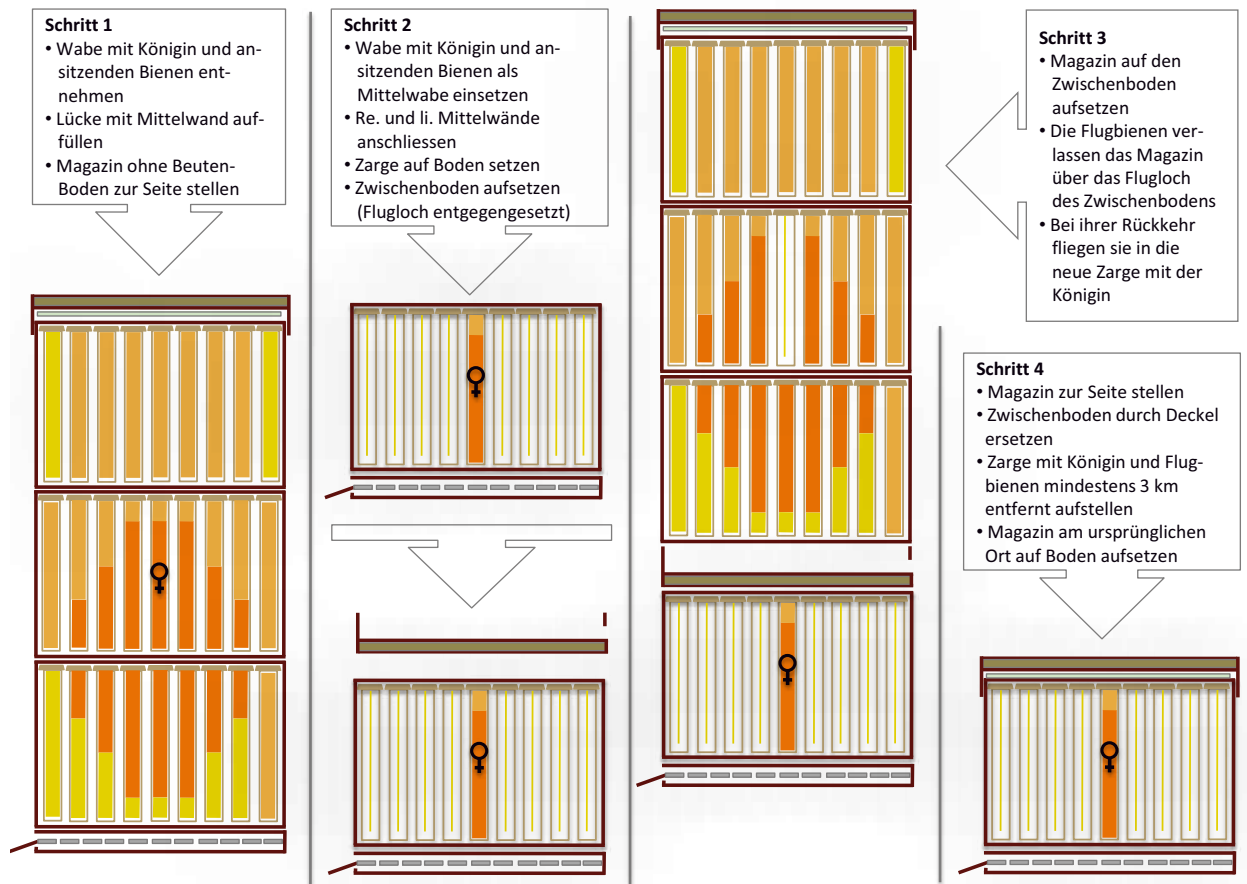 Schritt 1
• Wabe mit Königin und an-
sitzenden Bienen ent-
nehmen
• Lücke mit Mittelwand auf-
füllen
• Magazin ohne Beuten-
Boden zur Seite stellen
Schritt 2
• Wabe mit Königin und an-
sitzenden Bienen als
Mittelwabe einsetzen
• Re. und li. Mittelwände
anschliessen
• Zarge auf Boden setzen
• Zwischenboden aufsetzen
(Flugloch entgegengesetzt)
Schritt 3
• Magazin auf den
Zwischenboden
aufsetzen
• Die Flugbienen ver-
lassen das Magazin
über das Flugloch
des Zwischenbodens
• Bei ihrer Rückkehr
fliegen sie in die
neue Zarge mit der
Königin
Schritt 4
• Magazin zur Seite stellen
• Zwischenboden durch Deckel
ersetzen
• Zarge mit Königin und Flug-
bienen mindestens 3 km
entfernt aufstellen
• Magazin am ursprünglichen
Ort auf Boden aufsetzen